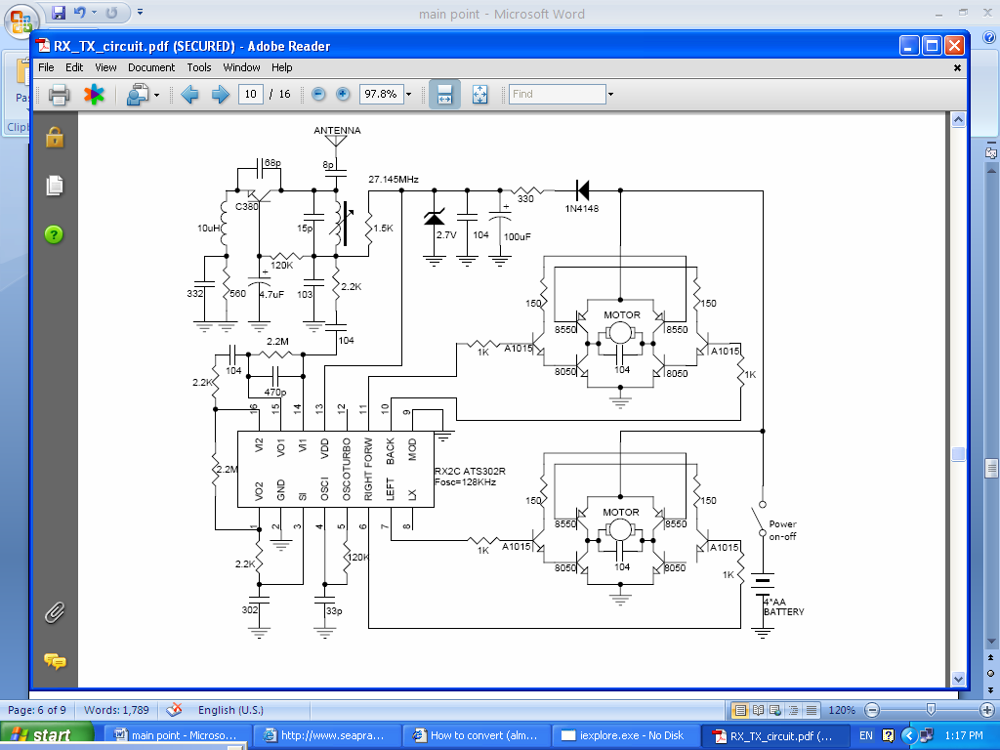 main point - Microsoft Word
RX_TX_circuit.pdf (SECURED) - Adobe Reader
File Edit View Document Tools Window Help
10 / 16 97.8% Find
ANTENNA
68p
8p
27.145MHz
C380
10uH
15p
1.5K
2.7V
104
100uF
330
1N4148
120K
332
560
4.7uF
103
2.2K
104
150
150
MOTOR
8550
8550
1K
A1015
A1015
8050
104
8050
1K
2.2M
104
2.2K
470p
16 15 14 13 12 11 10 9
VI2 VO1 VI1 VDD OSCOTURBO RIGHT FORW BACK MOD
2.2M
RX2C ATS302R
Fosc=128KHz
VO2 GND SI OSCI LEFT LX
1 2 3 4 5 6 7 8
2.2K
120K
302
33p
150
150
MOTOR
8550
8550
1K
A1015
A1015
8050
104
8050
1K
Power
on-off
4*AA
BATTERY
Page: 6 of 9 Words: 1,789 English (U.S.) 120%
start main point - Microso... http://www.seapra... How to convert (alm... iexplore.exe - No Disk RX_TX_circuit.pdf (... EN 1:17 PM